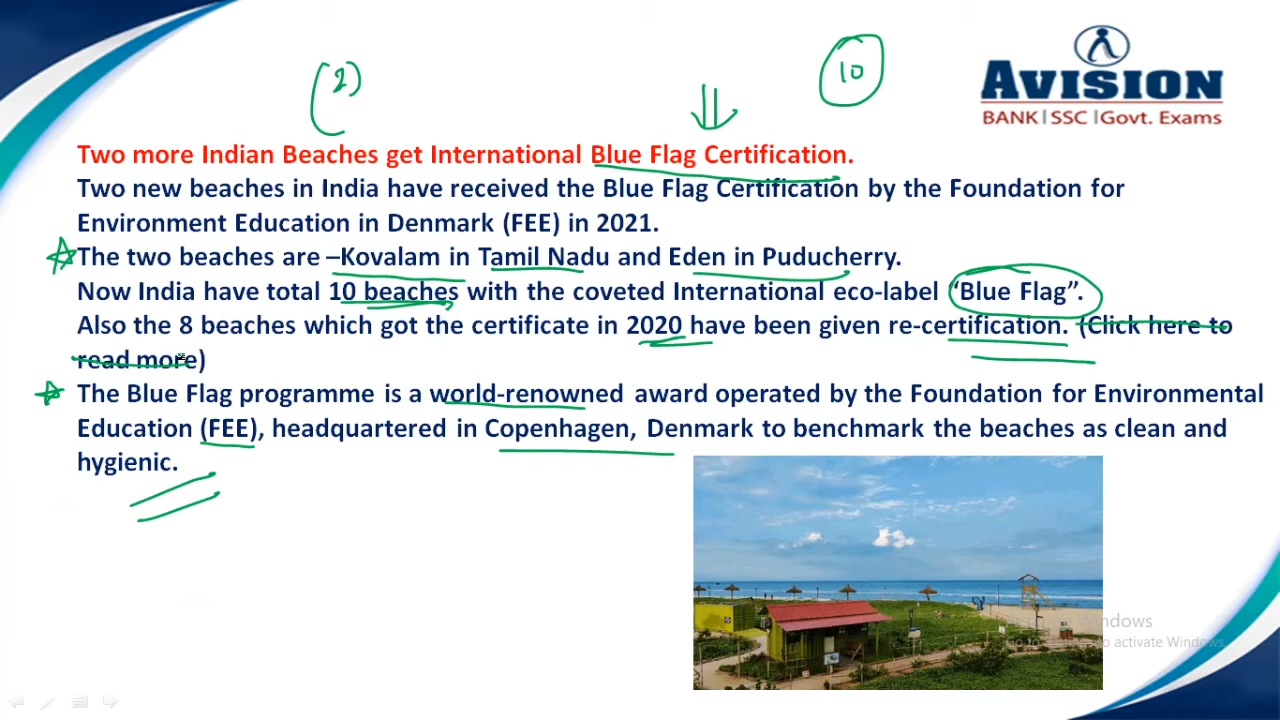 (2)
10
AVISION
BANK | SSC | Govt. Exams
Two more Indian Beaches get International Blue Flag Certification.
Two new beaches in India have received the Blue Flag Certification by the Foundation for
Environment Education in Denmark (FEE) in 2021.
The two beaches are –Kovalam in Tamil Nadu and Eden in Puducherry.
Now India have total 10 beaches with the coveted International eco-label “Blue Flag”.
Also the 8 beaches which got the certificate in 2020 have been given re-certification. (Click here to
read more)
The Blue Flag programme is a world-renowned award operated by the Foundation for Environmental
Education (FEE), headquartered in Copenhagen, Denmark to benchmark the beaches as clean and
hygienic.
ndows
to activate Windows.